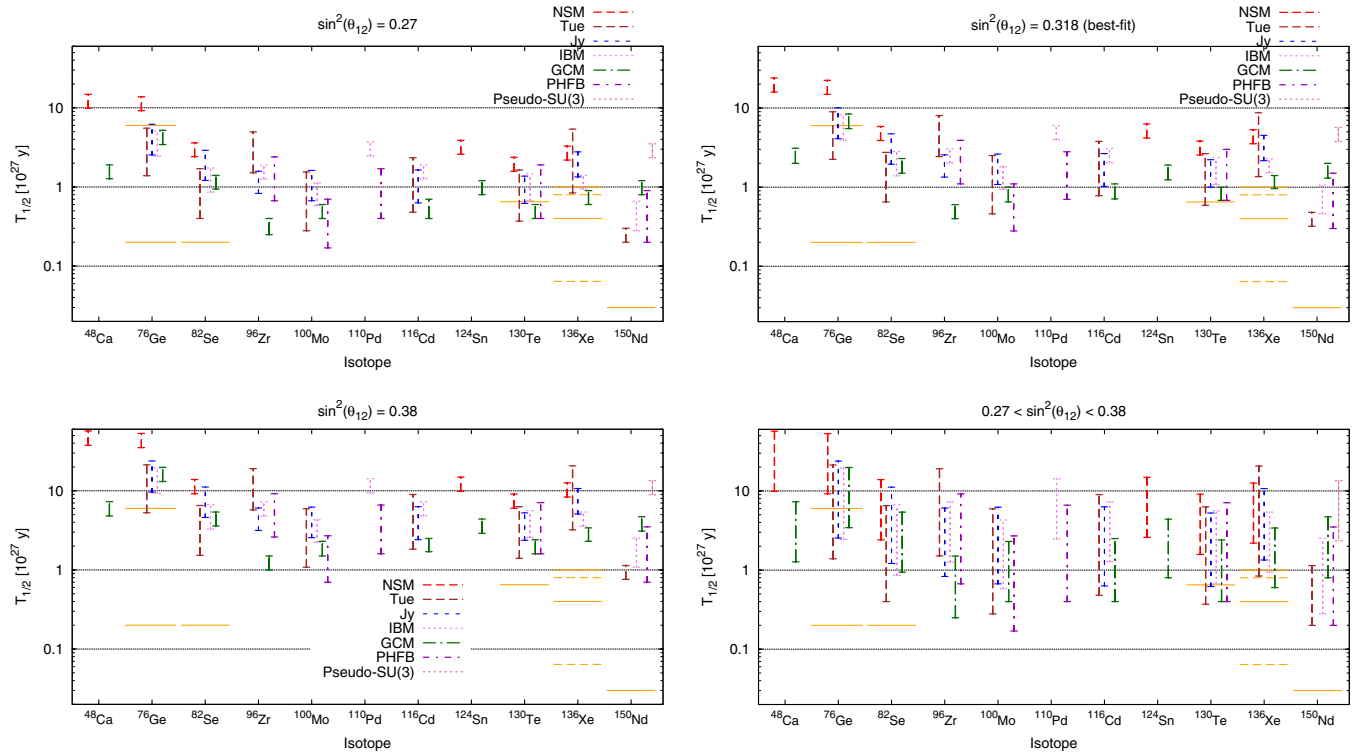 sin²(θ₁₂) = 0.27
NSM
Tue
Jy
IBM
GCM
PHFB
Pseudo-SU(3)
T₁/₂ [10²⁷ y]
10
1
0.1
⁴⁸Ca ⁷⁶Ge ⁸²Se ⁹⁶Zr ¹⁰⁰Mo ¹¹⁰Pd ¹¹⁶Cd ¹²⁴Sn ¹³⁰Te ¹³⁶Xe ¹⁵⁰Nd
Isotope
sin²(θ₁₂) = 0.318 (best-fit)
NSM
Tue
Jy
IBM
GCM
PHFB
Pseudo-SU(3)
T₁/₂ [10²⁷ y]
10
1
0.1
⁴⁸Ca ⁷⁶Ge ⁸²Se ⁹⁶Zr ¹⁰⁰Mo ¹¹⁰Pd ¹¹⁶Cd ¹²⁴Sn ¹³⁰Te ¹³⁶Xe ¹⁵⁰Nd
Isotope
sin²(θ₁₂) = 0.38
T₁/₂ [10²⁷ y]
10
1
0.1
NSM
Tue
Jy
IBM
GCM
PHFB
Pseudo-SU(3)
⁴⁸Ca ⁷⁶Ge ⁸²Se ⁹⁶Zr ¹⁰⁰Mo ¹¹⁰Pd ¹¹⁶Cd ¹²⁴Sn ¹³⁰Te ¹³⁶Xe ¹⁵⁰Nd
Isotope
0.27 < sin²(θ₁₂) < 0.38
T₁/₂ [10²⁷ y]
10
1
0.1
⁴⁸Ca ⁷⁶Ge ⁸²Se ⁹⁶Zr ¹⁰⁰Mo ¹¹⁰Pd ¹¹⁶Cd ¹²⁴Sn ¹³⁰Te ¹³⁶Xe ¹⁵⁰Nd
Isotope